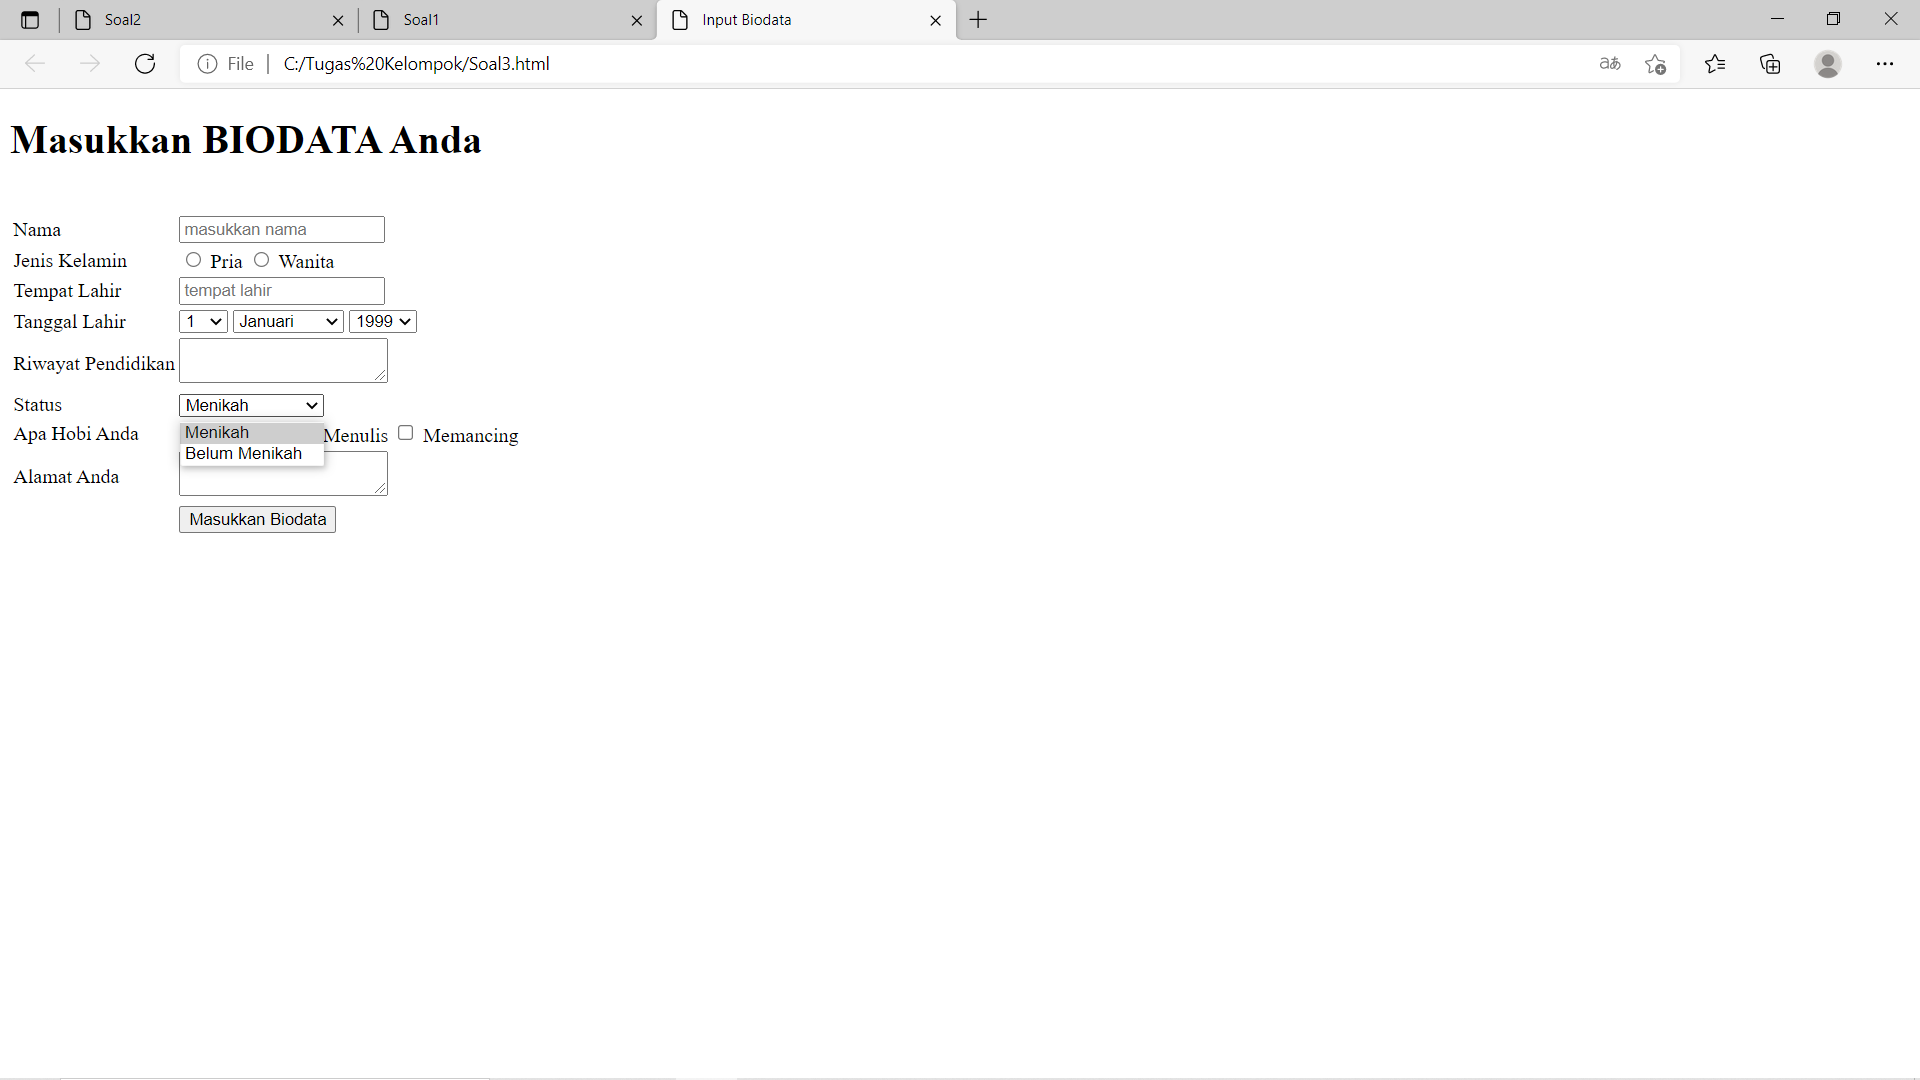 Soal2
Soal1
Input Biodata
File
C:/Tugas%20Kelompok/Soal3.html
aあ
Masukkan BIODATA Anda
Nama masukkan nama
Jenis Kelamin Pria Wanita
Tempat Lahir tempat lahir
Tanggal Lahir 1 Januari 1999
Riwayat Pendidikan
Status Menikah
Menikah
Belum Menikah
Apa Hobi Anda Menulis Memancing
Alamat Anda
Masukkan Biodata